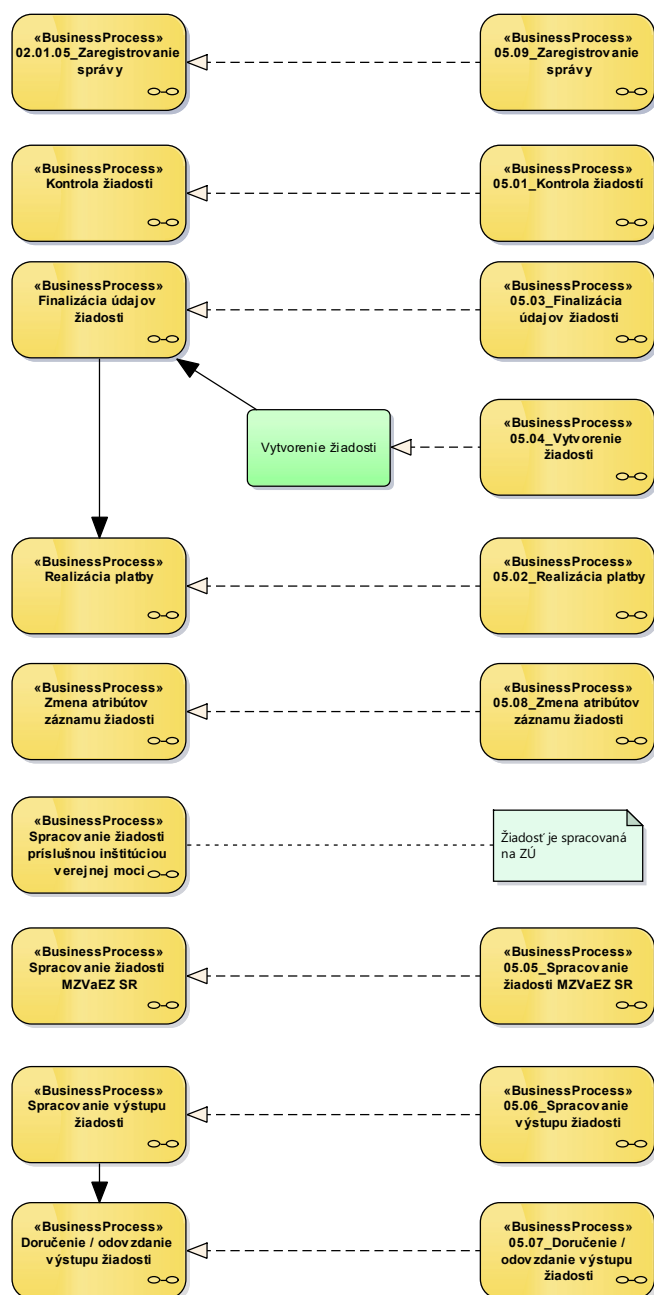 «BusinessProcess»
02.01.05_Zaregistrovanie
správy
«BusinessProcess»
05.09_Zaregistrovanie
správy
«BusinessProcess»
Kontrola žiadosti
«BusinessProcess»
05.01_Kontrola žiadostí
«BusinessProcess»
Finalizácia údajov
žiadosti
«BusinessProcess»
05.03_Finalizácia
údajov žiadosti
Vytvorenie žiadosti
«BusinessProcess»
05.04_Vytvorenie
žiadosti
«BusinessProcess»
Realizácia platby
«BusinessProcess»
05.02_Realizácia platby
«BusinessProcess»
Zmena atribútov
záznamu žiadosti
«BusinessProcess»
05.08_Zmena atribútov
záznamu žiadosti
«BusinessProcess»
Spracovanie žiadosti
príslušnou inštitúciou
verejnej moci
Žiadosť je spracovaná
na ZÚ
«BusinessProcess»
Spracovanie žiadosti
MZVaEZ SR
«BusinessProcess»
05.05_Spracovanie
žiadosti MZVaEZ SR
«BusinessProcess»
Spracovanie výstupu
žiadosti
«BusinessProcess»
05.06_Spracovanie
výstupu žiadosti
«BusinessProcess»
Doručenie / odovzdanie
výstupu žiadosti
«BusinessProcess»
05.07_Doručenie /
odovzdanie výstupu
žiadosti